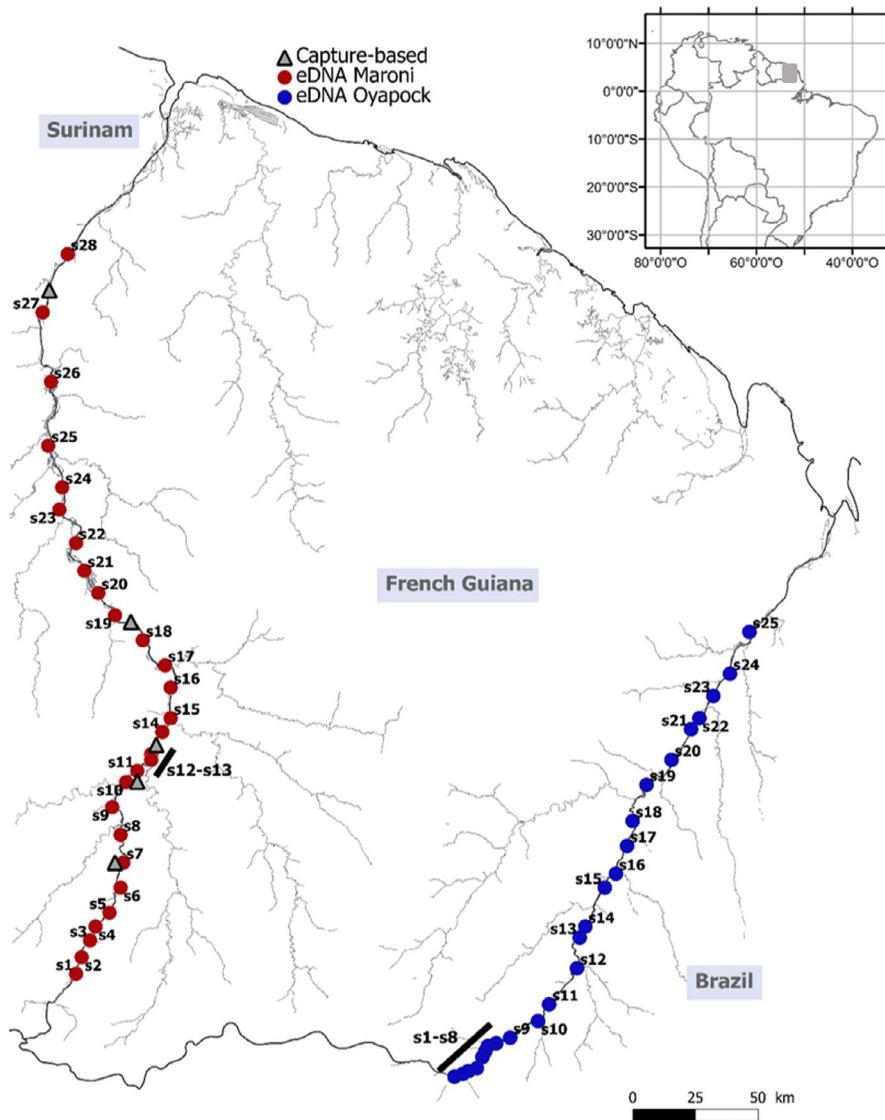 Capture-based
eDNA Maroni
eDNA Oyapock
Surinam
10°0'0"N
0°0'0"
10°0'0"S
20°0'0"S
30°0'0"S
80°0'0"O
60°0'0"O
40°0'0"O
s28
s27
s26
s25
s24
s23
s22
s21
s20
s19
s18
s17
s16
s15
s14
s12-s13
s11
s10
s9
s8
s7
s6
s5
s3
s4
s1
s2
French Guiana
s25
s24
s23
s22
s21
s20
s19
s18
s17
s16
s15
s14
s13
s12
s11
s10
s9
s1-s8
Brazil
0 25 50 km